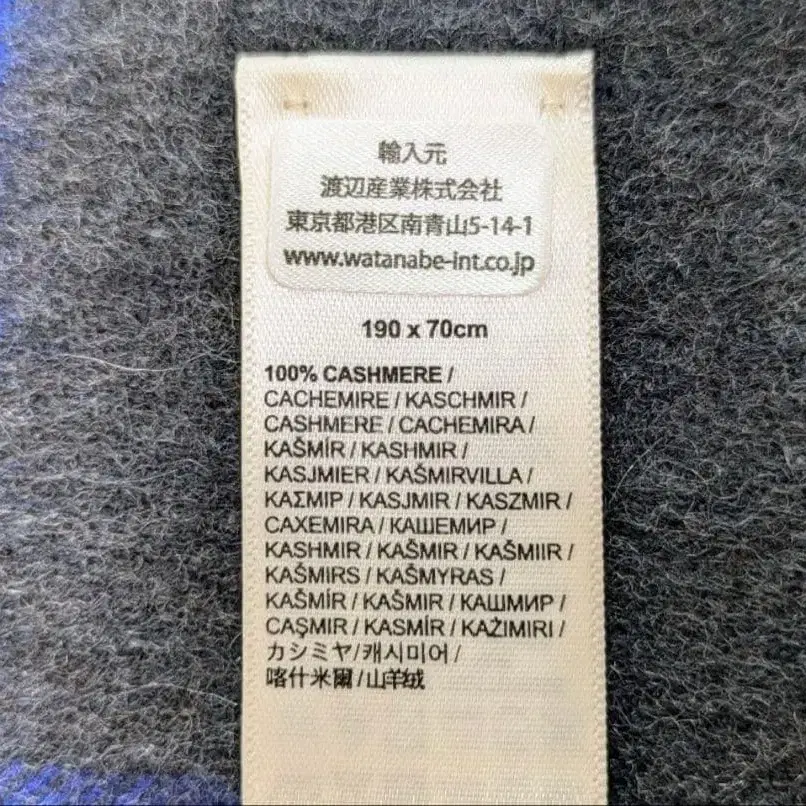 輸入元
渡辺産業株式会社
東京都港区南青山5-14-1
www.watanabe-int.co.jp
190 x 70cm
100% CASHMERE /
CACHEMIRE / KASCHMIR /
CASHMERE / CACHEMIRA /
KAŠMÍR / KASHMIR /
KASJMIER / KAŠMIRVILLA /
ΚΑΣΜΙΡ / KASJMIR / KASZMIR /
CAXEMIRA / КАШЕМИР /
KASHMIR / KAŠMIR / KAŠMIIR /
KAŠMIRS / KAŠMYRAS /
KAŠMÍR / KAŠMIR / КАШМИР /
CAŞMIR / KASMÍR / KAŻIMIRI /
カシミヤ/캐시미어 /
喀什米爾 / 山羊绒